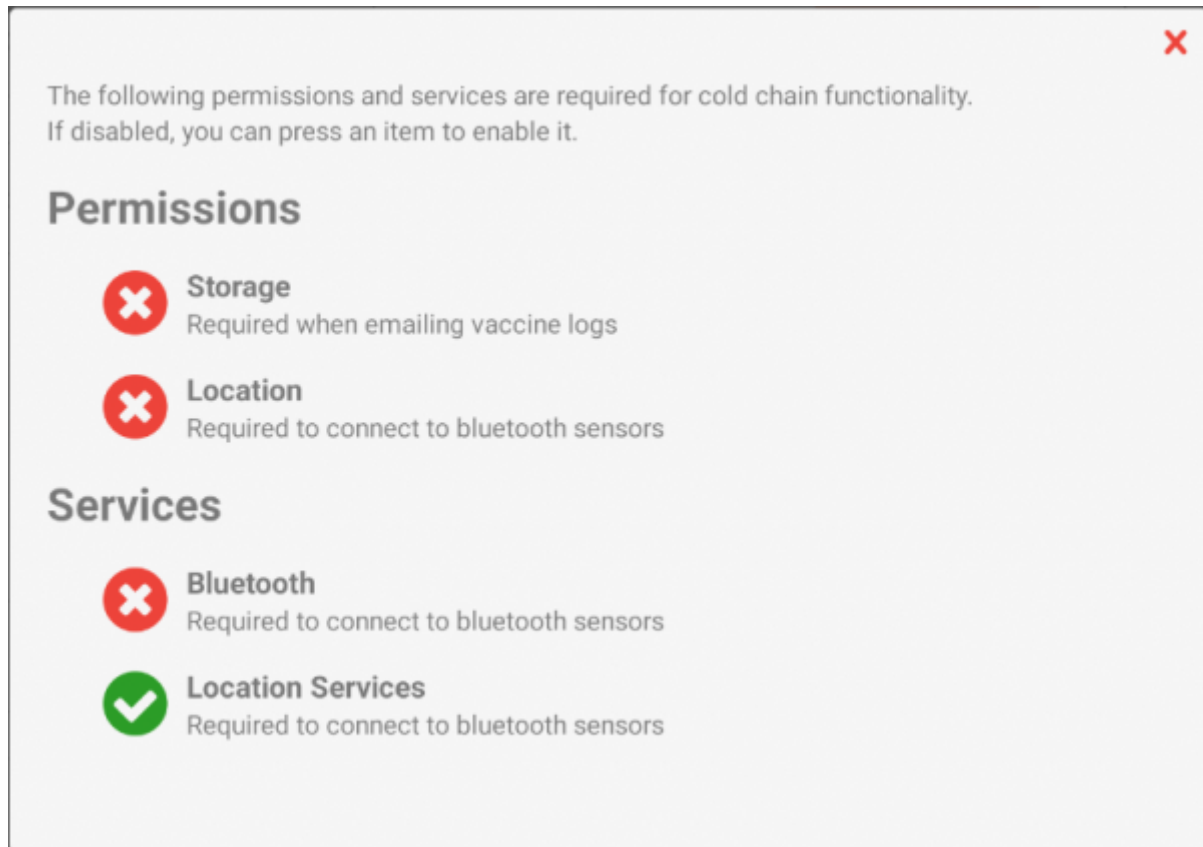 The following permissions and services are required for cold chain functionality.
If disabled, you can press an item to enable it.
Permissions
Storage
Required when emailing vaccine logs
Location
Required to connect to bluetooth sensors
Services
Bluetooth
Required to connect to bluetooth sensors
Location Services
Required to connect to bluetooth sensors